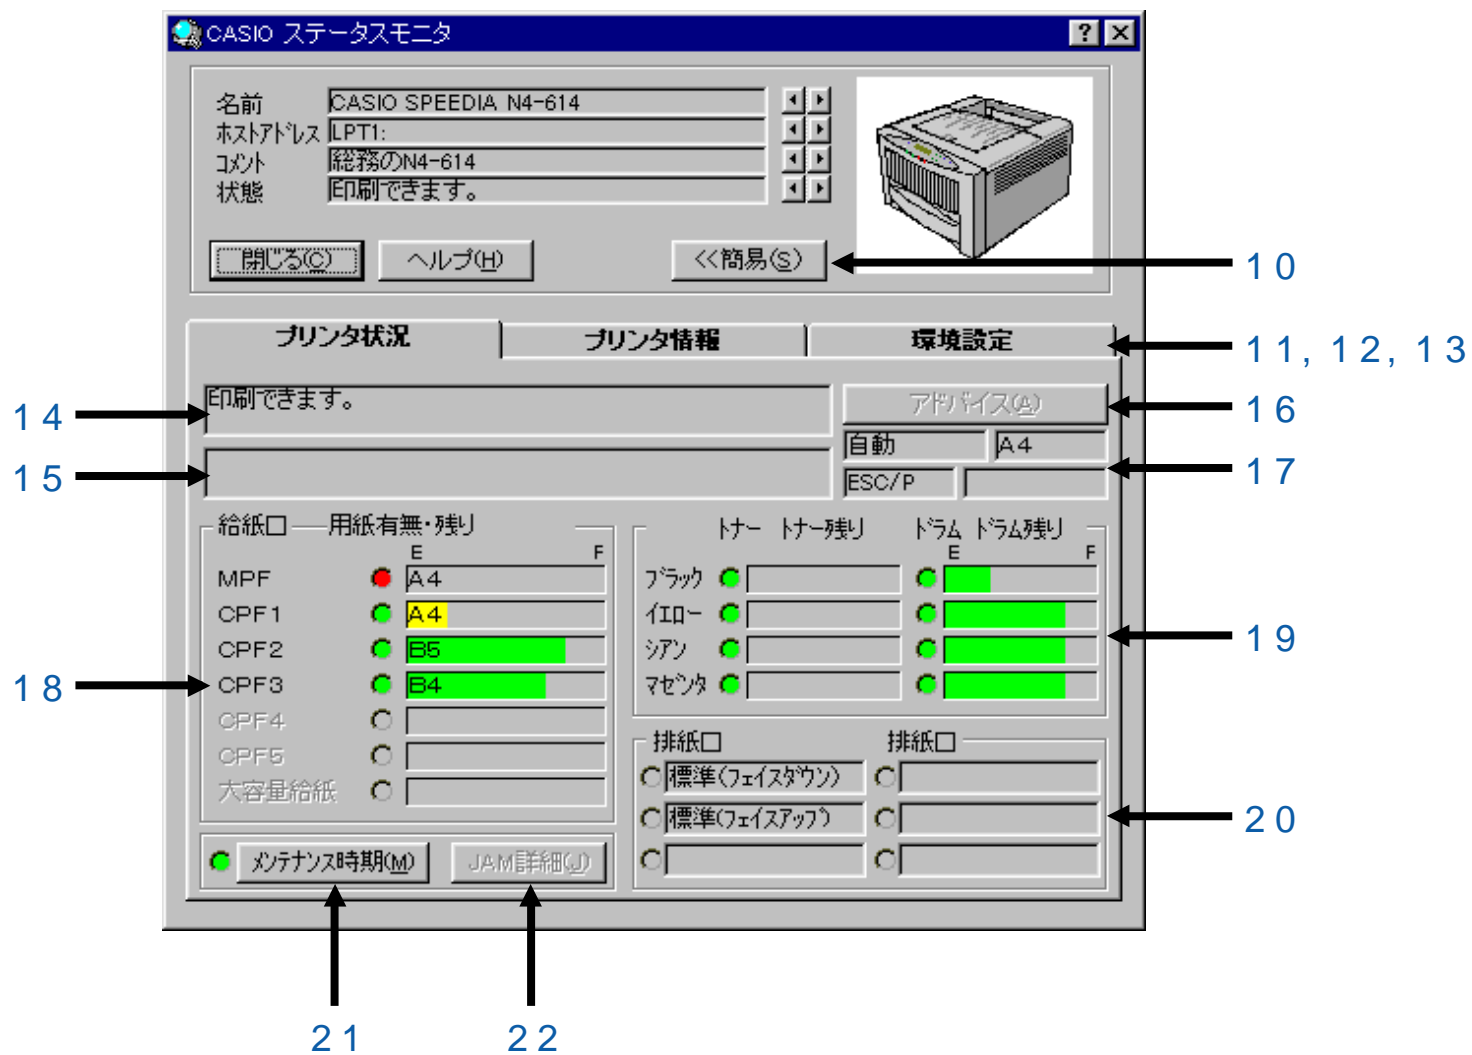 CASIO ステータスモニタ
名前 CASIO SPEEDIA N4-614
ホストアドレス LPT1:
コメント 総務のN4-614
状態 印刷できます。
閉じる(C) ヘルプ(H) <<簡易(S)
10
プリンタ状況 プリンタ情報 環境設定
11, 12, 13
印刷できます。
アドバイス(A)
14
16
自動 A4
15
17
ESC/P
給紙口 用紙有無・残り
E F
MPF A4
CPF1 A4
CPF2 B5
CPF3 B4
CPF4
CPF5
大容量給紙
18
トナー トナー残り ドラム ドラム残り
E F
ブラック
イエロー
シアン
マゼンタ
19
排紙口 排紙口
標準(フェイスダウン)
標準(フェイスアップ)
20
メンテナンス時期(M) JAM詳細(J)
21 22